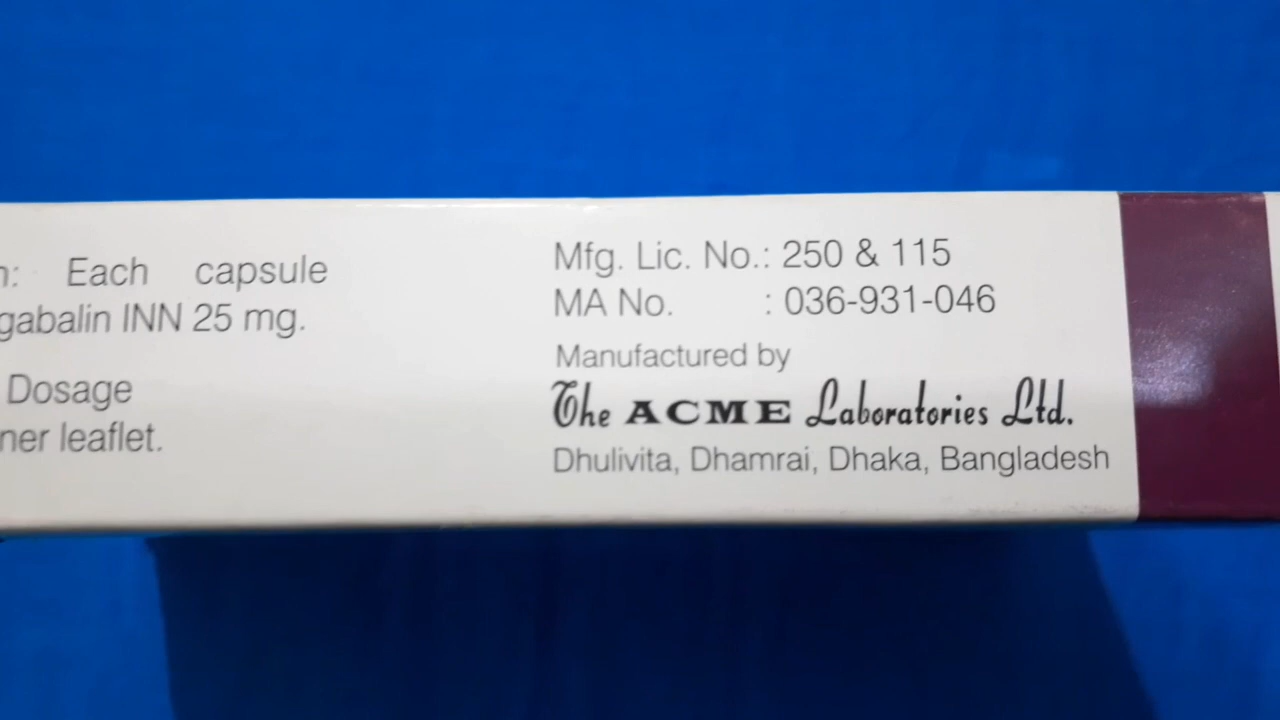 Each capsule
gabalin INN 25 mg.
Dosage
leaflet.
Mfg. Lic. No.: 250 & 115
MA No. : 036-931-046
Manufactured by
The ACME Laboratories Ltd.
Dhulivita, Dhamrai, Dhaka, Bangladesh